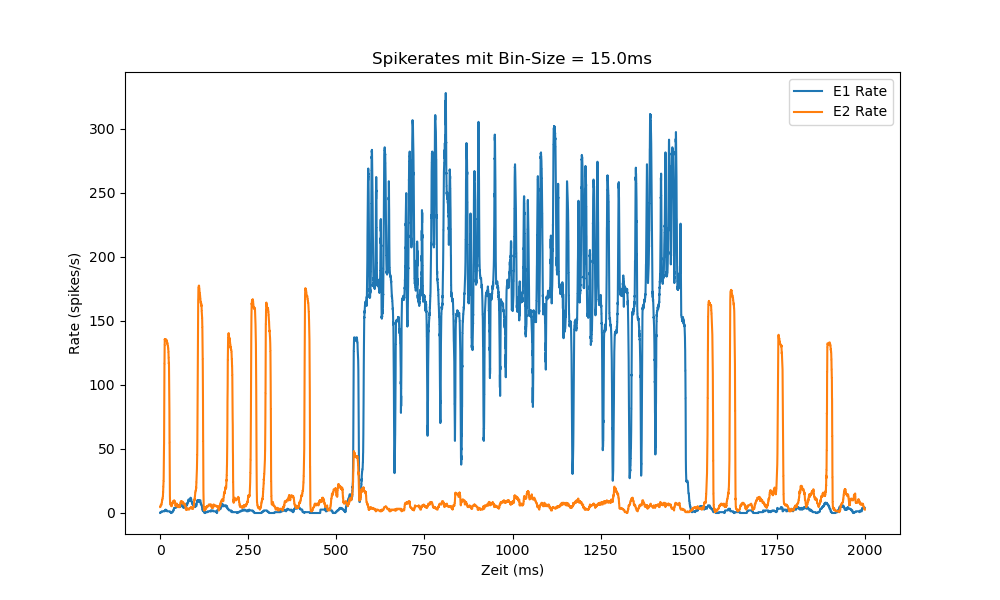 Spikerates mit Bin-Size = 15.0ms
E1 Rate
E2 Rate
300
250
200
150
100
50
0
Rate (spikes/s)
0 250 500 750 1000 1250 1500 1750 2000
Zeit (ms)